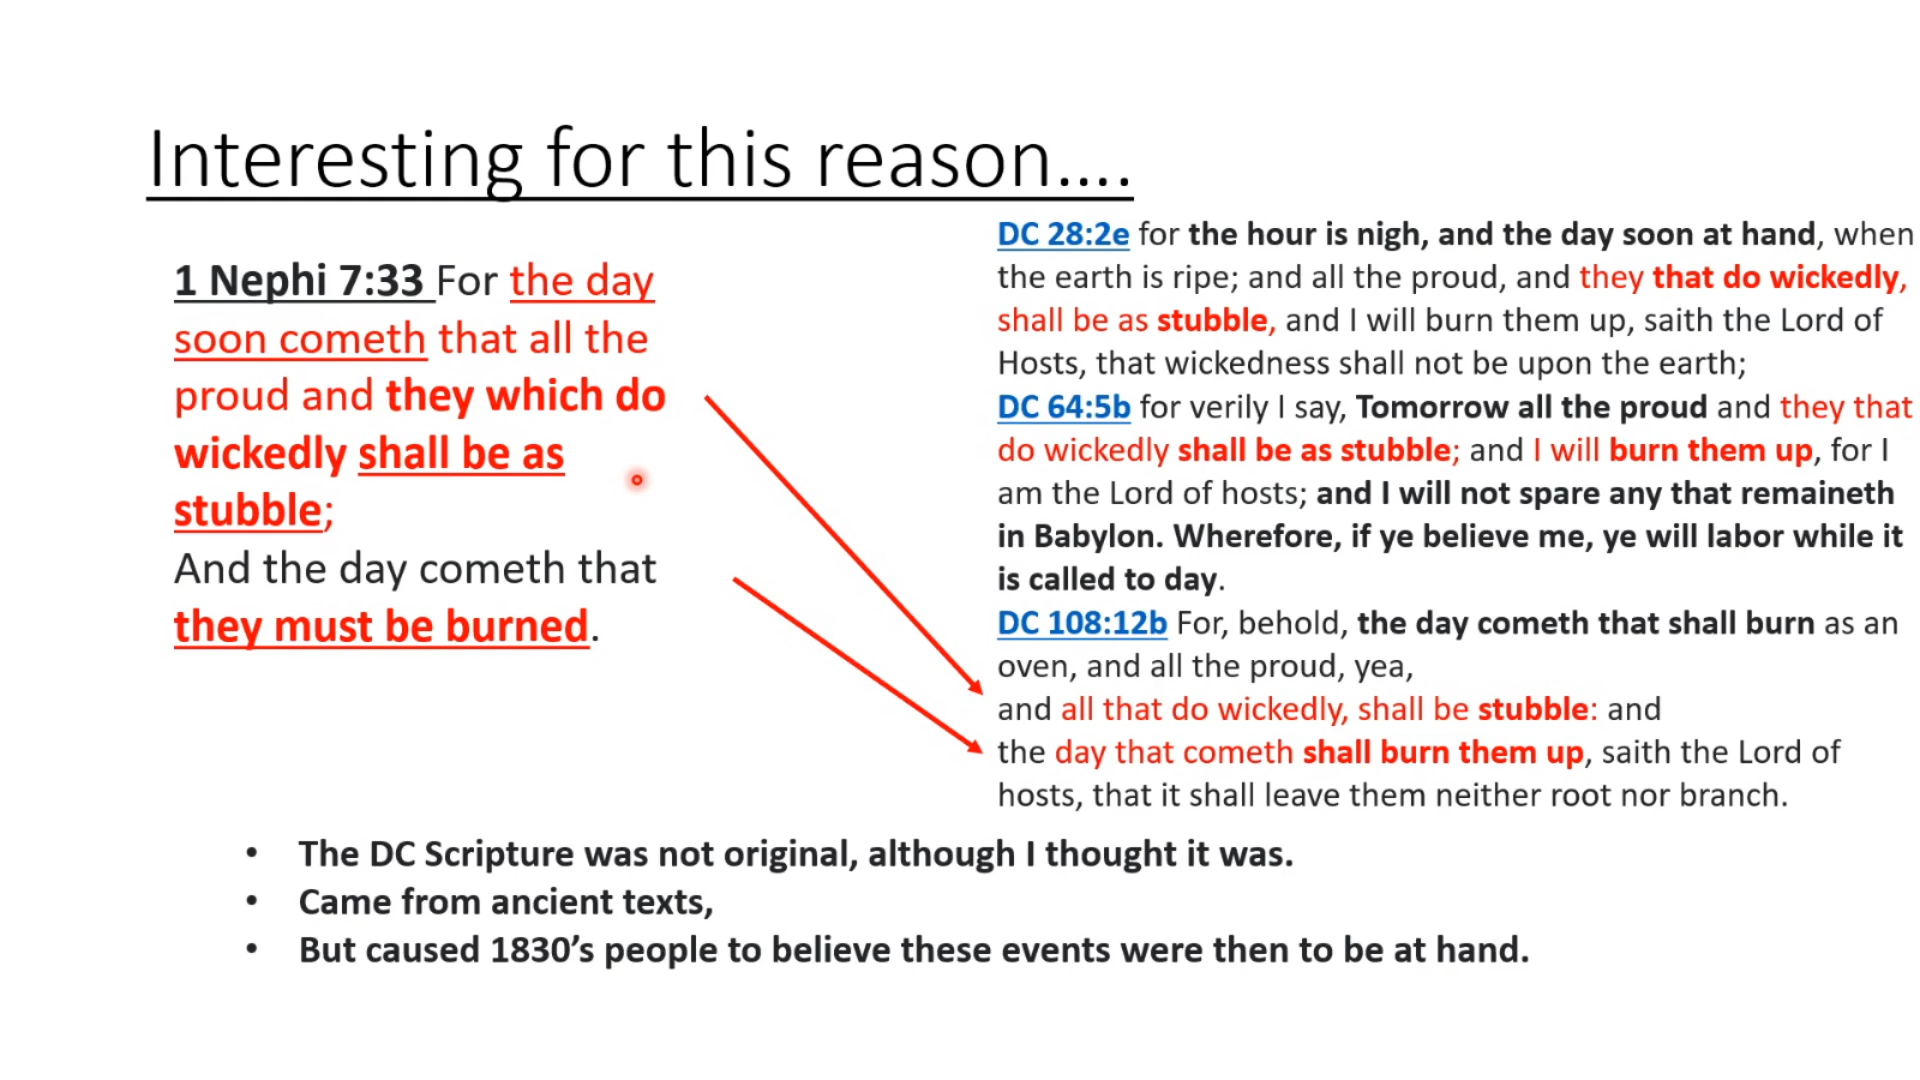 Interesting for this reason....
1 Nephi 7:33 For the day
soon cometh that all the
proud and they which do
wickedly shall be as
stubble;
And the day cometh that
they must be burned.
DC 28:2e for the hour is nigh, and the day soon at hand, when
the earth is ripe; and all the proud, and they that do wickedly,
shall be as stubble, and I will burn them up, saith the Lord of
Hosts, that wickedness shall not be upon the earth;
DC 64:5b for verily I say, Tomorrow all the proud and they that
do wickedly shall be as stubble; and I will burn them up, for I
am the Lord of hosts; and I will not spare any that remaineth
in Babylon. Wherefore, if ye believe me, ye will labor while it
is called to day.
DC 108:12b For, behold, the day cometh that shall burn as an
oven, and all the proud, yea,
and all that do wickedly, shall be stubble: and
the day that cometh shall burn them up, saith the Lord of
hosts, that it shall leave them neither root nor branch.
• The DC Scripture was not original, although I thought it was.
• Came from ancient texts,
• But caused 1830’s people to believe these events were then to be at hand.